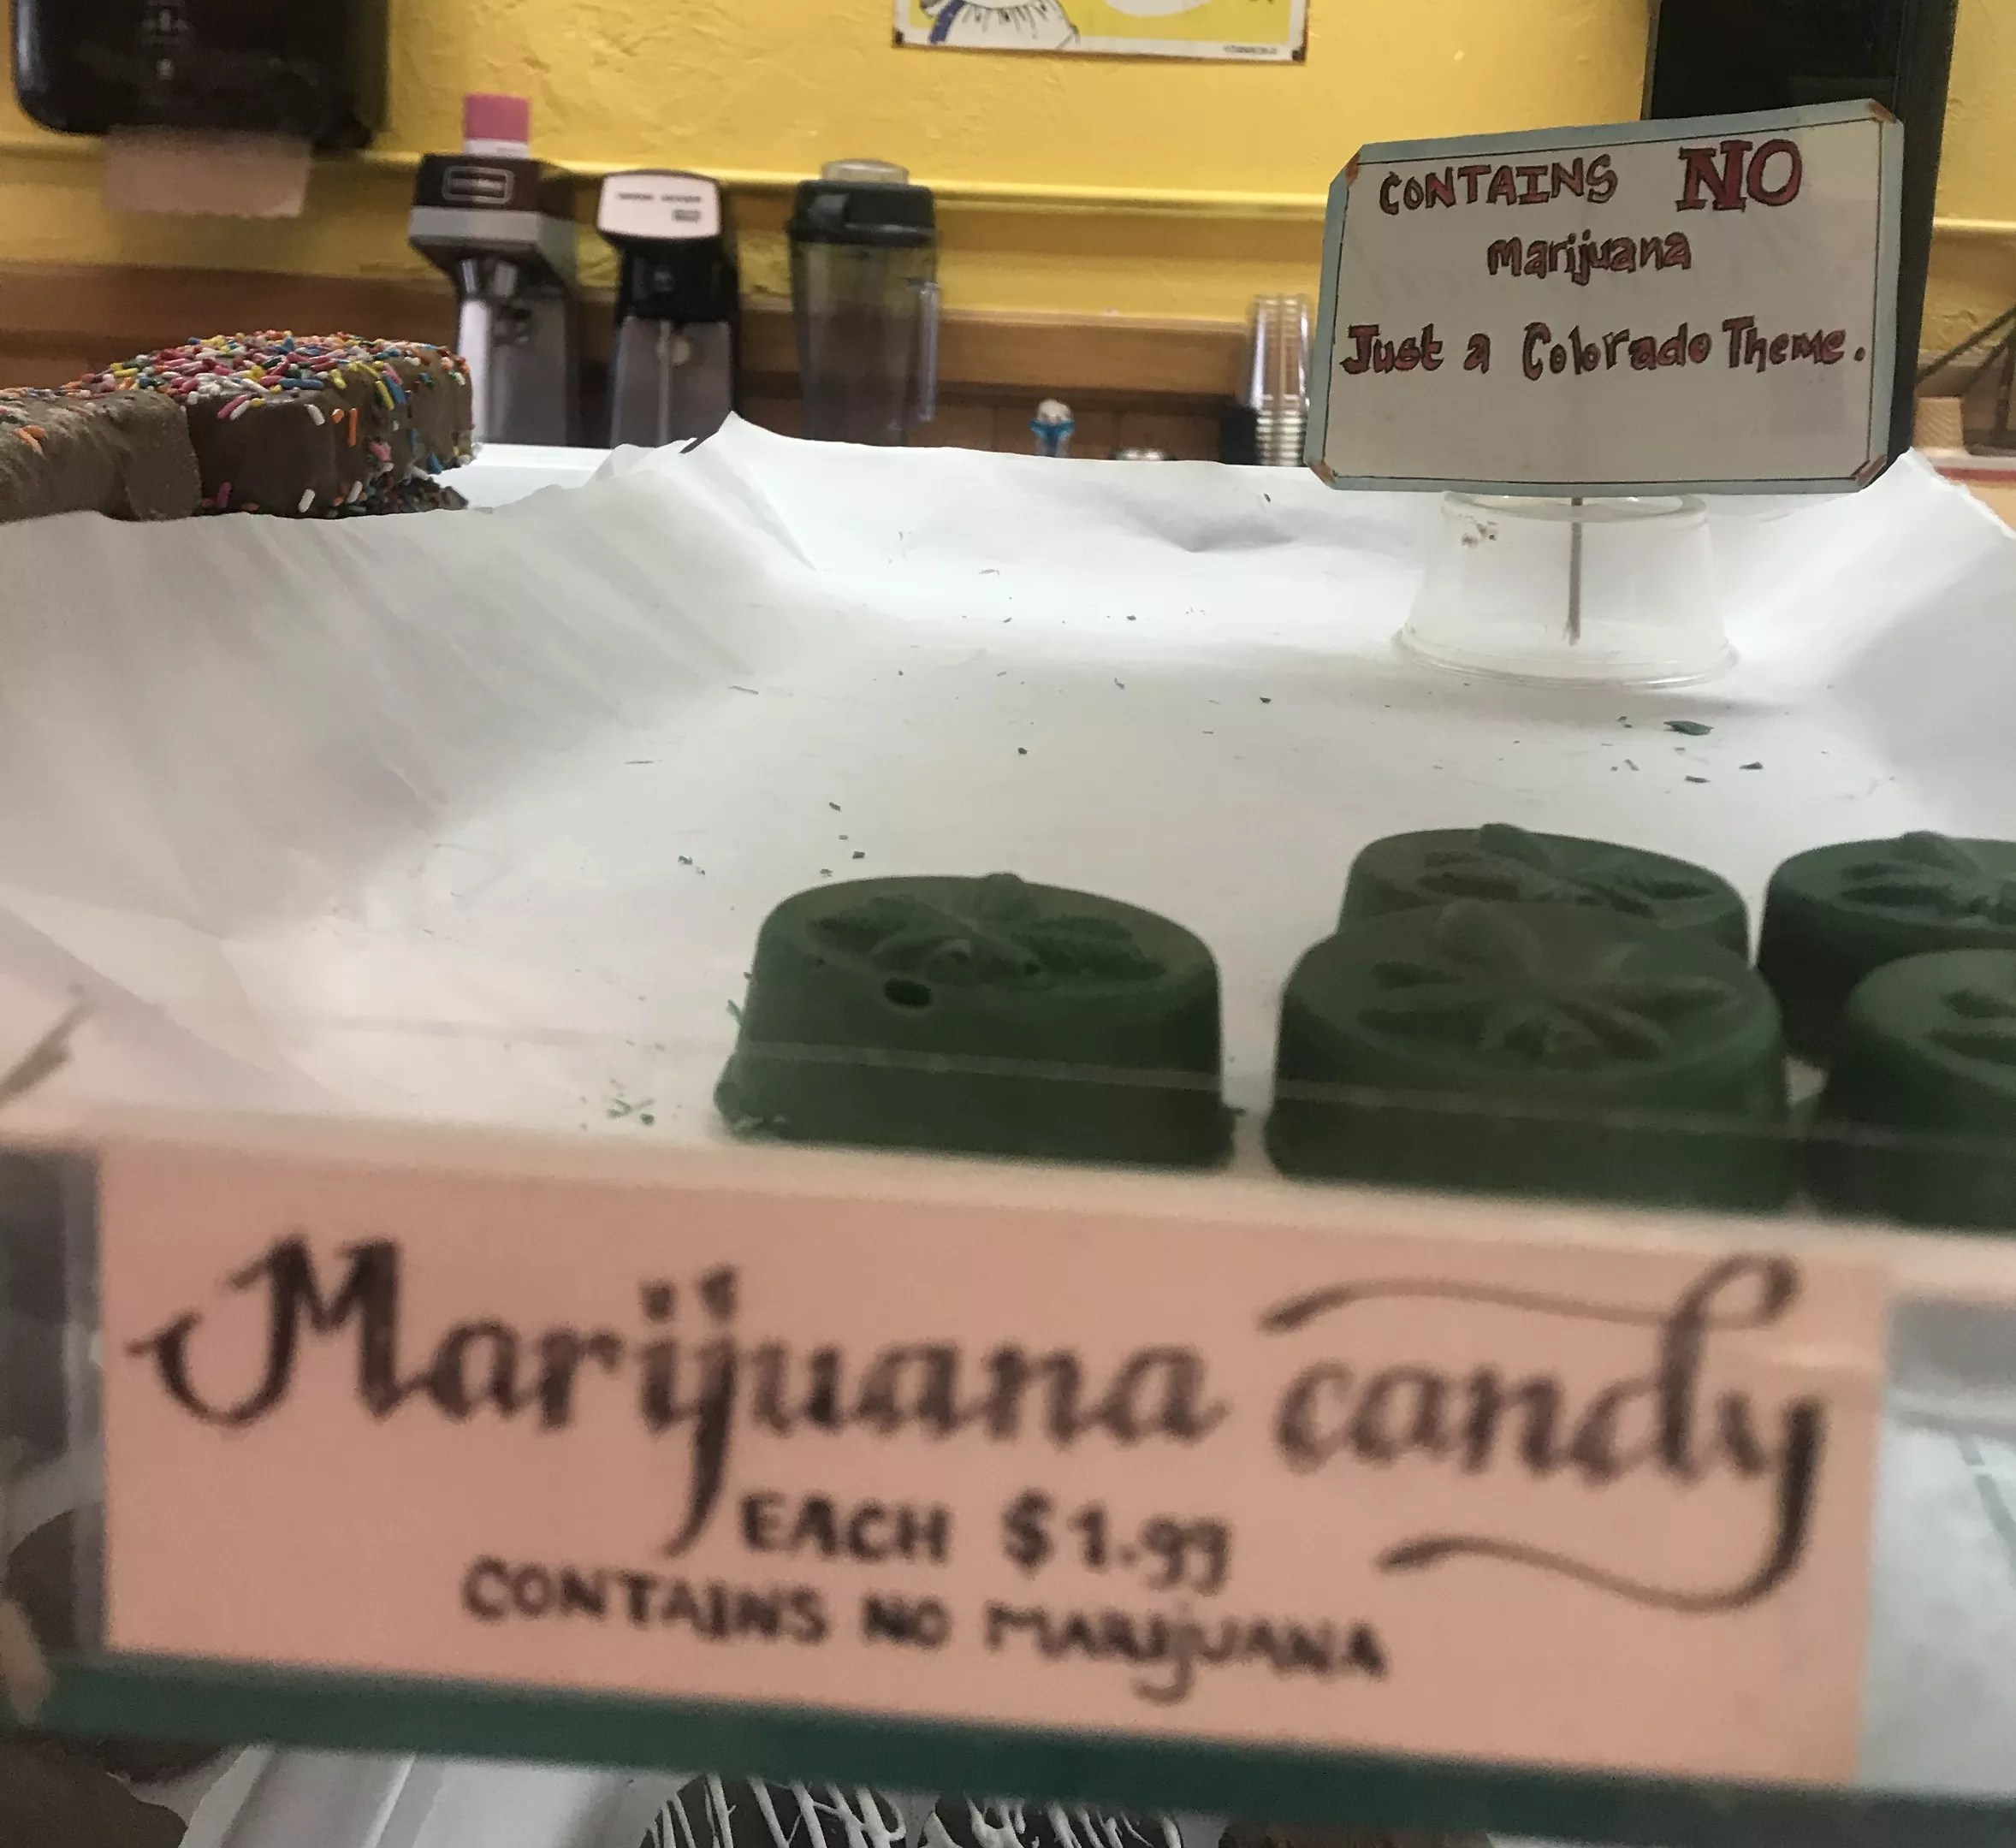 CONTAINS NO
marijuana
Just a Colorado Theme.
Marijuana candy
EACH $1.99
CONTAINS NO MARIJUANA